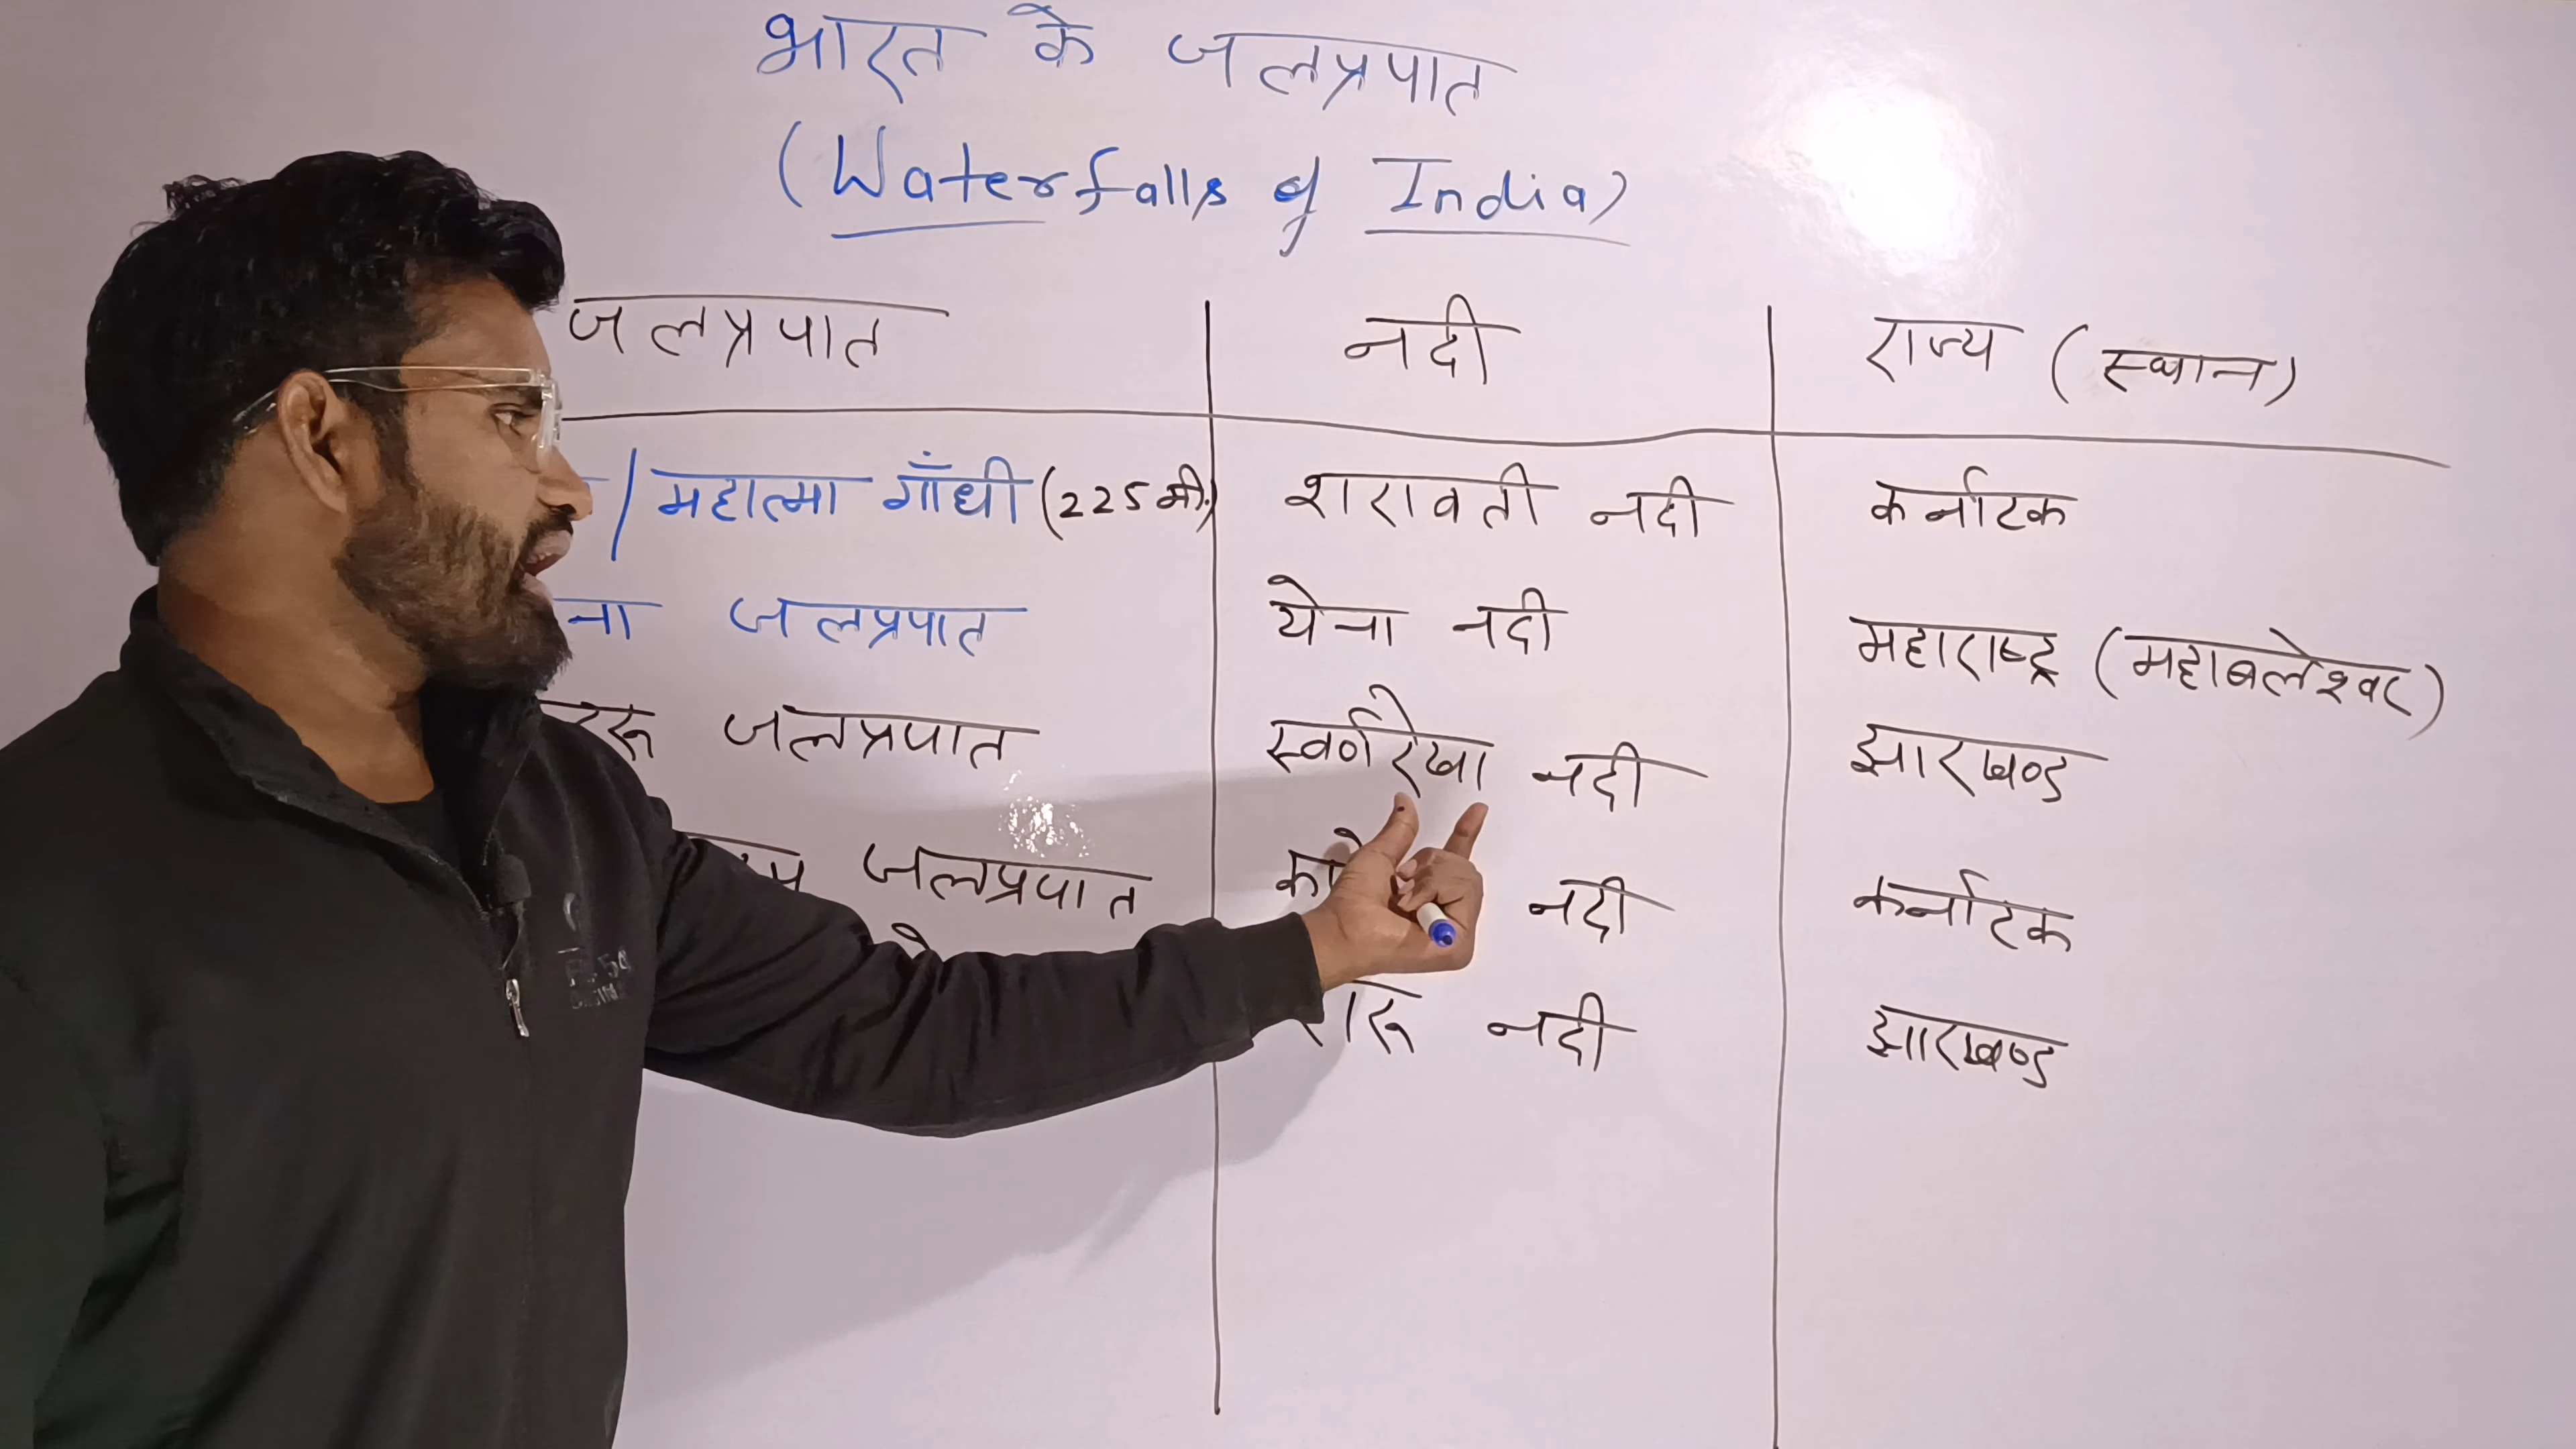 भारत के जलप्रपात
(Waterfalls of India)
जलप्रपात नदी राज्य (स्थान)
/ महात्मा गाँधी (225 मी.) शरावती नदी कर्नाटक
ना जलप्रपात येना नदी महाराष्ट्र (महाबलेश्वर)
जलप्रपात स्वर्णरेखा नदी झारखण्ड
जलप्रपात नदी कर्नाटक
नदी झारखण्ड